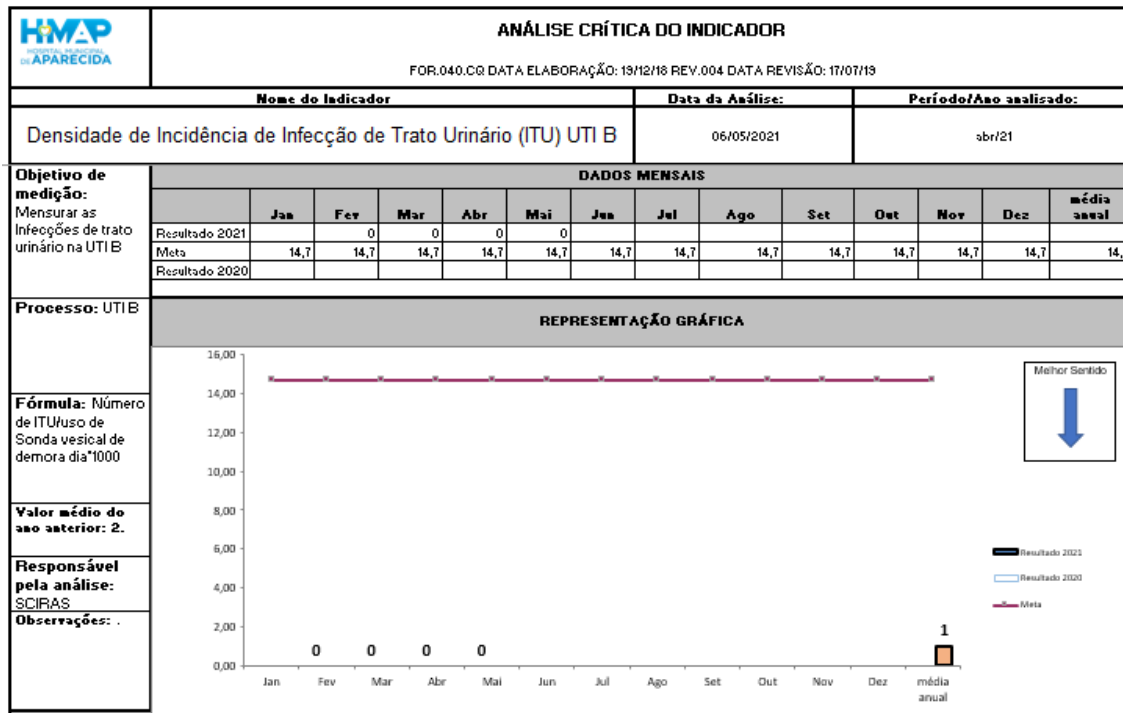 HMAP
HOSPITAL MUNICIPAL
DE APARECIDA
ANÁLISE CRÍTICA DO INDICADOR
FOR.040.CQ DATA ELABORAÇÃO: 19/12/18 REV.004 DATA REVISÃO: 17/07/19
Nome do Indicador Data da Análise: Período/Ano analisado:
Densidade de Incidência de Infecção de Trato Urinário (ITU) UTI B 06/05/2021 abr/21
Objetivo de
medição:
Mensurar as
Infecções de trato
urinário na UTI B
DADOS MENSAIS
Jan Fev Mar Abr Mai Jun Jul Ago Set Out Nov Dez média anual
Resultado 2021 0 0 0 0
Meta 14,7 14,7 14,7 14,7 14,7 14,7 14,7 14,7 14,7 14,7 14,7 14,7 14,
Resultado 2020
Processo: UTI B
REPRESENTAÇÃO GRÁFICA
Fórmula: Número
de ITU/uso de
Sonda vesical de
demora dia*1000
Valor médio do
ano anterior: 2.
Responsável
pela análise:
SCIRAS
Observações: .
16,00
14,00
12,00
10,00
8,00
6,00
4,00
2,00
0,00
0 0 0 0 1
Jan Fev Mar Abr Mai Jun Jul Ago Set Out Nov Dez média
anual
Melhor Sentido
Resultado 2021
Resultado 2020
Meta